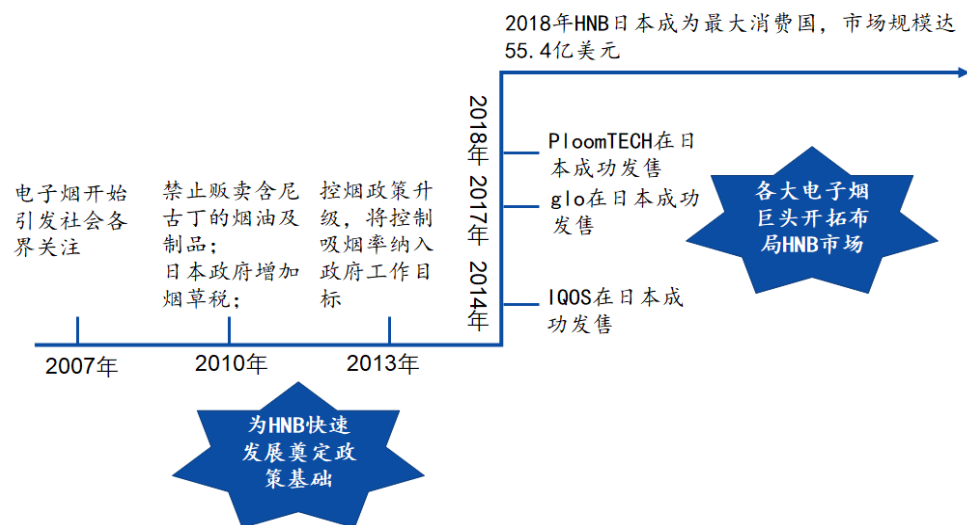 2018年HNB日本成为最大消费国，市场规模达
55.4亿美元
电子烟开始
引发社会各
界关注
2007年
禁止贩卖含尼
古丁的烟油及
制品；
日本政府增加
烟草税；
2010年
控烟政策升
级，将控制
吸烟率纳入
政府工作目
标
2013年
为HNB快速
发展奠定政
策基础
2018年
PloomTECH在日
本成功发售
2017年
glo在日本成功
发售
2014年
IQOS在日本成
功发售
各大电子烟
巨头开拓布
局HNB市场